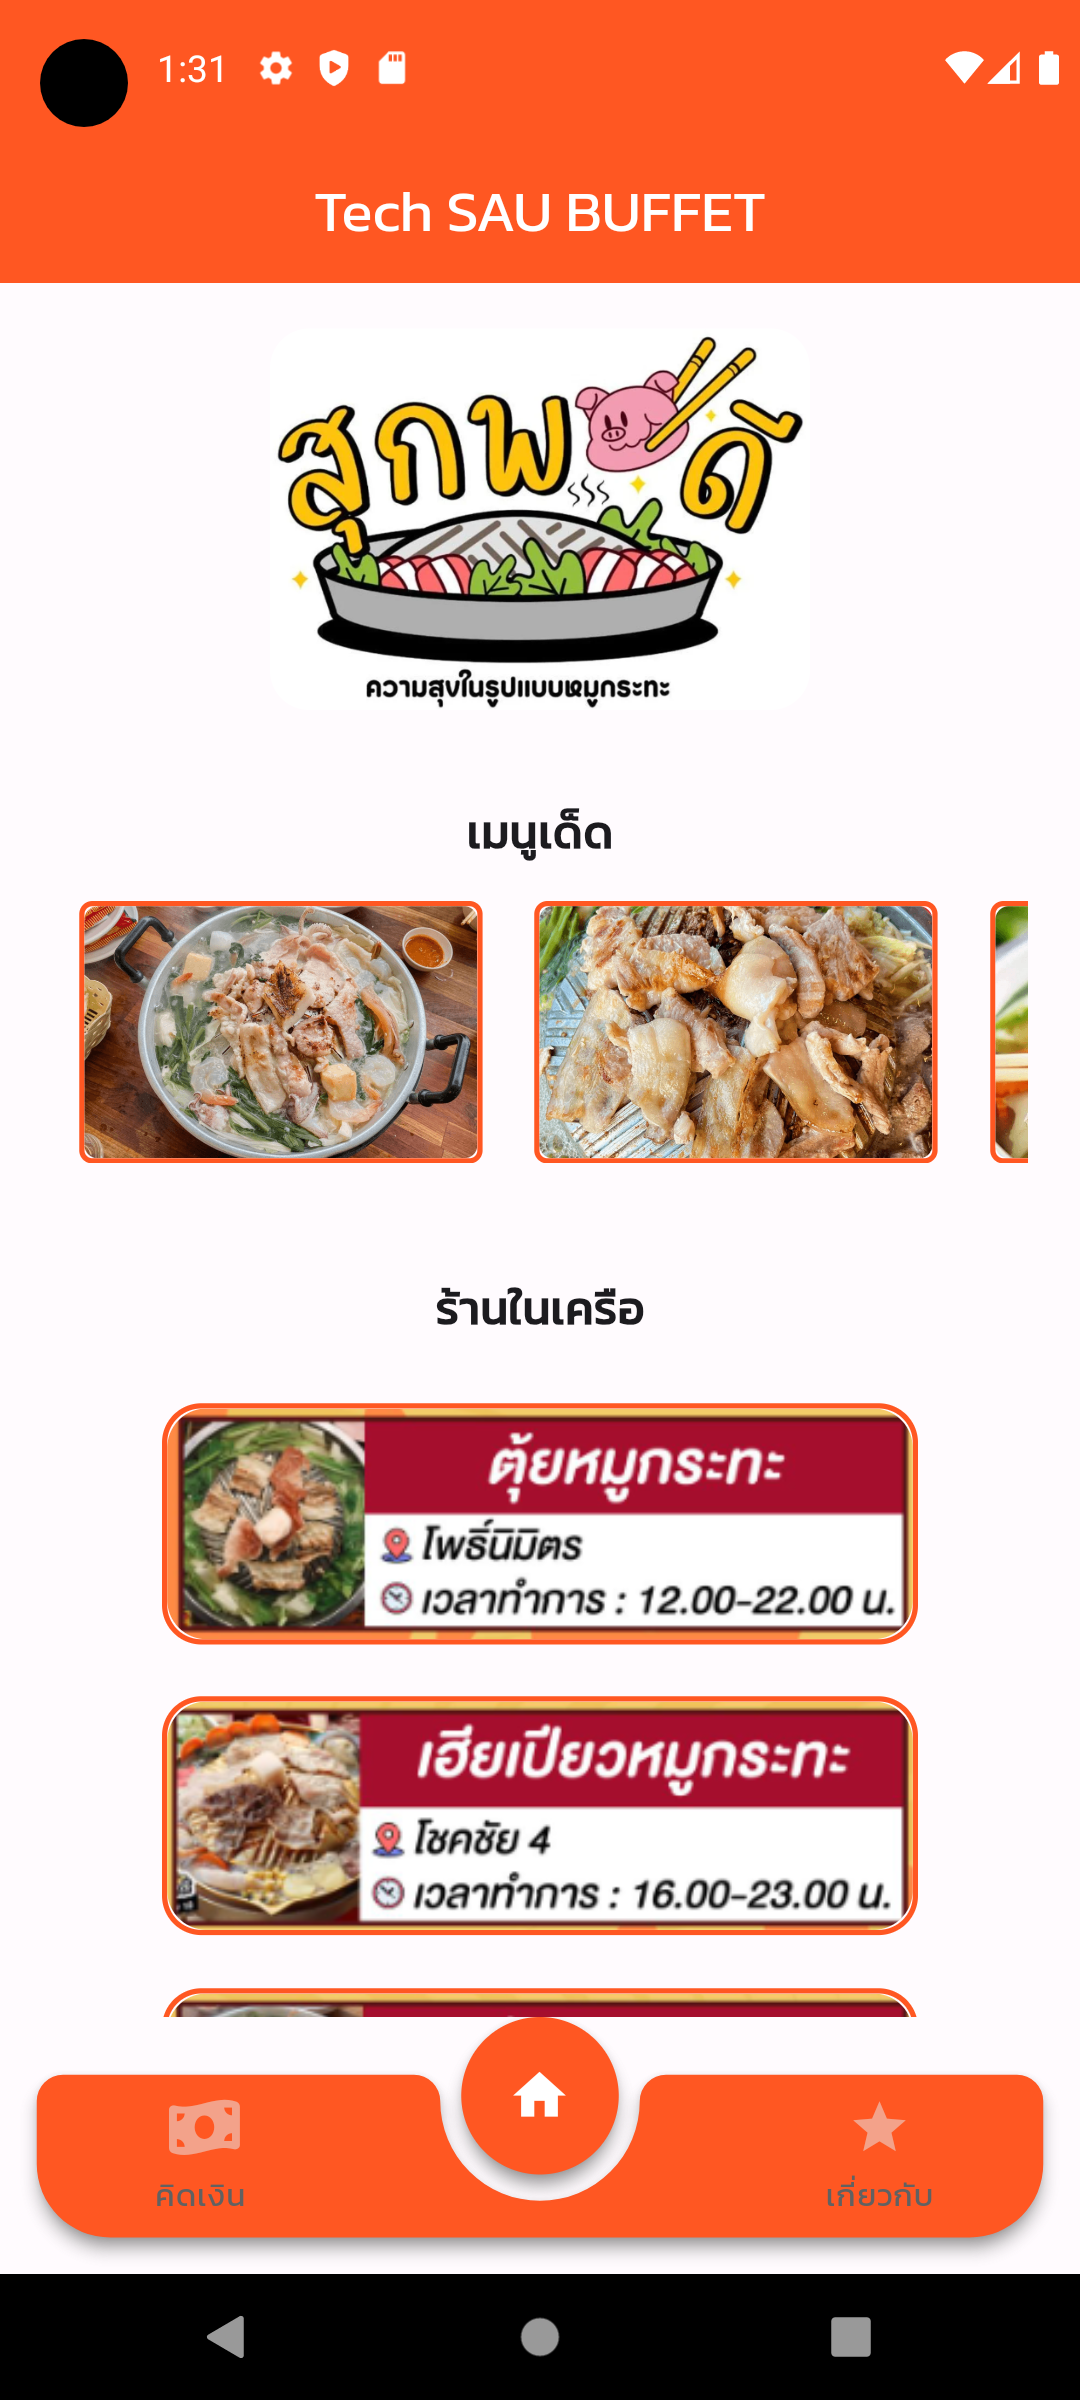 1:31
Tech SAU BUFFET
สุกพดี
ความสุขในรูปแบบหมูกระทะ
เมนูเด็ด
ร้านในเครือ
ตุ้ยหมูกระทะ
โพธิ์นิมิตร
เวลาทำการ : 12.00-22.00 น.
เฮียเปียวหมูกระทะ
โชคชัย 4
เวลาทำการ : 16.00-23.00 น.
คิดเงิน
เกี่ยวกับ